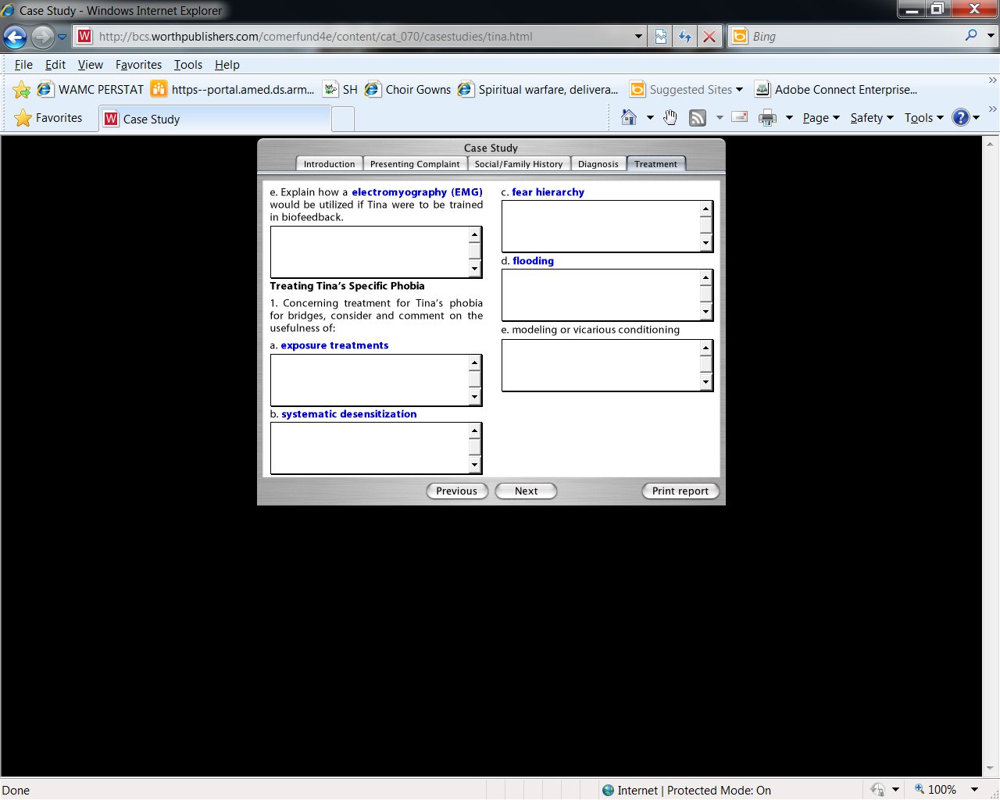 Case Study - Windows Internet Explorer
http://bcs.worthpublishers.com/comerfund4e/content/cat_070/casestudies/tina.html
Bing
File Edit View Favorites Tools Help
WAMC PERSTAT https--portal.amed.ds.arm... SH Choir Gowns Spiritual warfare, delivera... Suggested Sites Adobe Connect Enterprise...
Favorites Case Study Page Safety Tools
Case Study
Introduction Presenting Complaint Social/Family History Diagnosis Treatment
e. Explain how a electromyography (EMG)
would be utilized if Tina were to be trained
in biofeedback.
Treating Tina's Specific Phobia
1. Concerning treatment for Tina's phobia
for bridges, consider and comment on the
usefulness of:
a. exposure treatments
b. systematic desensitization
c. fear hierarchy
d. flooding
e. modeling or vicarious conditioning
Previous Next Print report
Done Internet | Protected Mode: On 100%